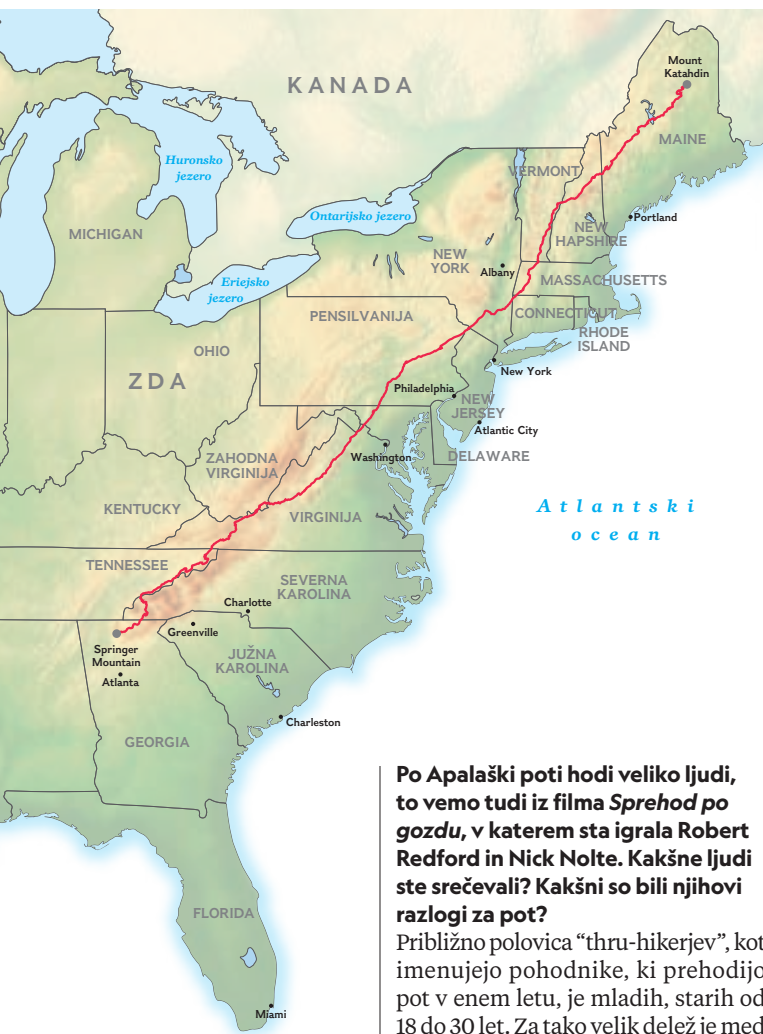 KANADA
Mount
Katahdin
MAINE
Huronsko
jezero
VERMONT
Ontarijsko jezero
Portland
MICHIGAN
NEW
HAPSHIRE
NEW
YORK
Albany
MASSACHUSETTS
Eriejsko
jezero
PENSILVANIJA
CONNECTICUT
RHODE
ISLAND
OHIO
New York
ZDA
Philadelphia
NEW
JERSEY
Atlantic City
Washington
DELAWARE
ZAHODNA
VIRGINIJA
KENTUCKY
VIRGINIJA
Atlantski
ocean
TENNESSEE
SEVERNA
KAROLINA
Charlotte
Greenville
Springer
Mountain
JUŽNA
KAROLINA
Atlanta
Charleston
GEORGIA
FLORIDA
Miami
Po Apalaški poti hodi veliko ljudi,
to vemo tudi iz filma Sprehod po
gozdu, v katerem sta igrala Robert
Redford in Nick Nolte. Kakšne ljudi
ste srečevali? Kakšni so bili njihovi
razlogi za pot?
Približno polovica “thru-hikerjev”, kot
imenujejo pohodnike, ki prehodijo
pot v enem letu, je mladih, starih od
18 do 30 let. Za tako velik delež je med